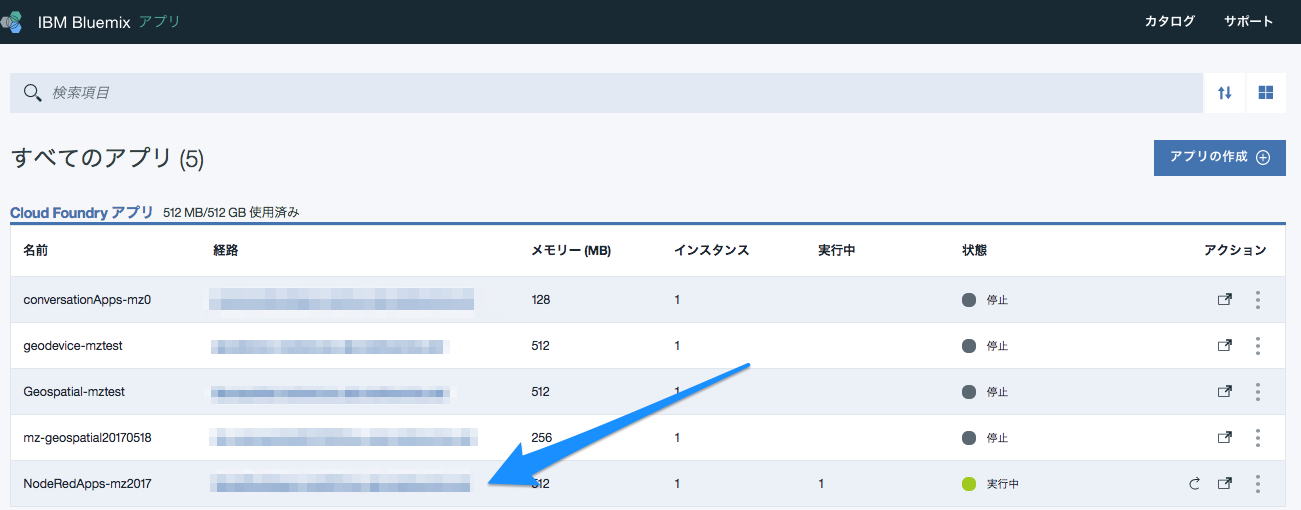 IBM Bluemix アプリ カタログ サポート
検索項目
すべてのアプリ (5) アプリの作成
Cloud Foundry アプリ 512 MB/512 GB 使用済み
名前 経路 メモリー (MB) インスタンス 実行中 状態 アクション
conversationApps-mz0 128 1 停止
geodevice-mztest 512 1 停止
Geospatial-mztest 512 1 停止
mz-geospatial20170518 256 1 停止
NodeRedApps-mz2017 512 1 1 実行中